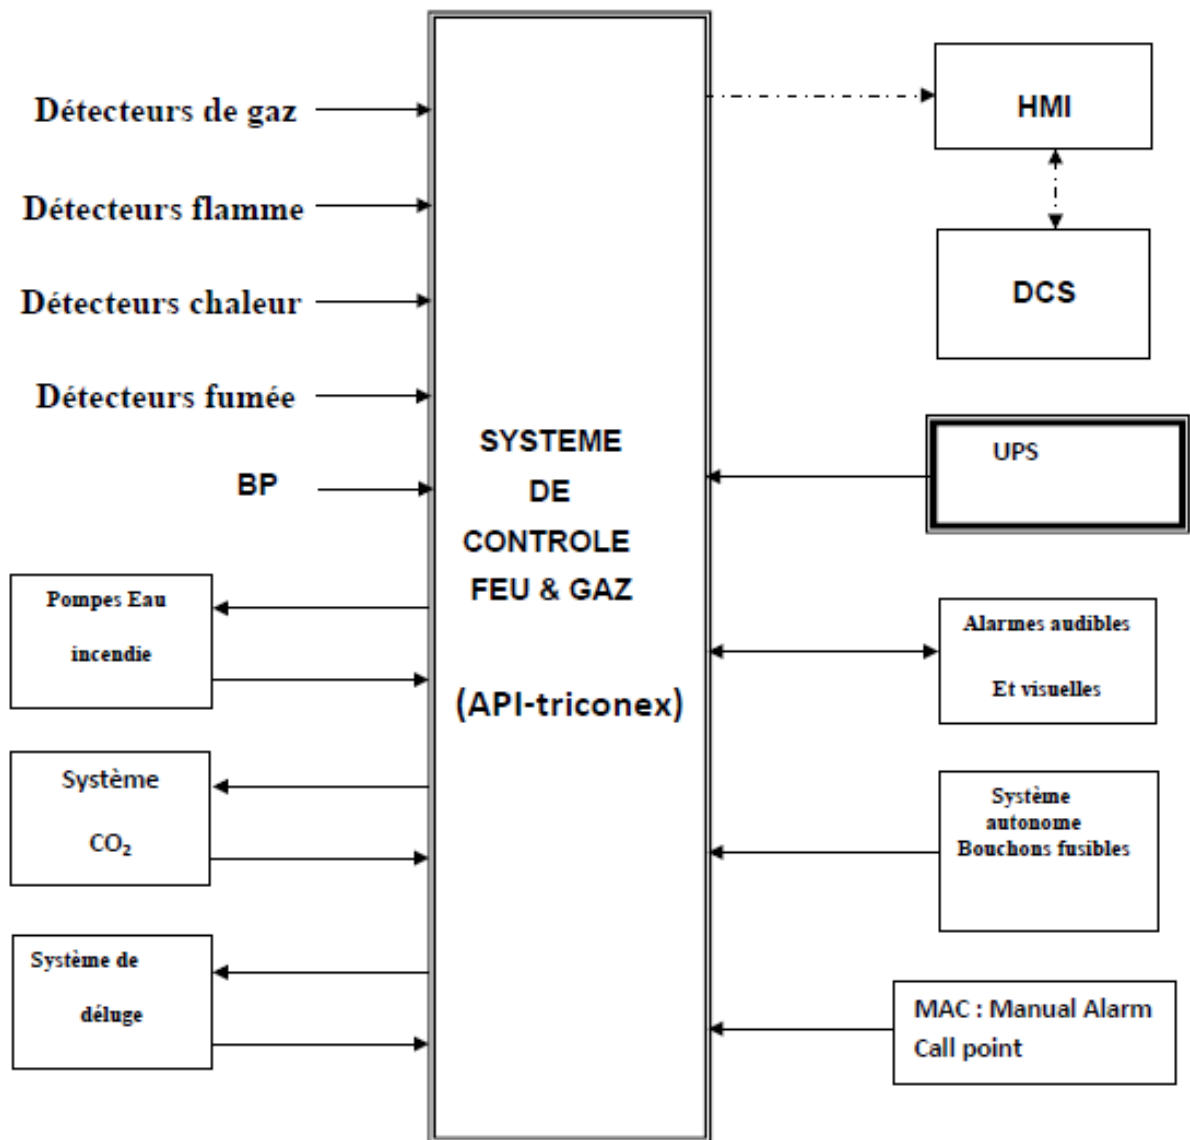 Détecteurs de gaz
Détecteurs flamme
Détecteurs chaleur
Détecteurs fumée
BP
Pompes Eau
incendie
Système
CO₂
Système de
déluge
SYSTEME
DE
CONTROLE
FEU & GAZ
(API-triconex)
HMI
DCS
UPS
Alarmes audibles
Et visuelles
Système
autonome
Bouchons fusibles
MAC : Manual Alarm
Call point